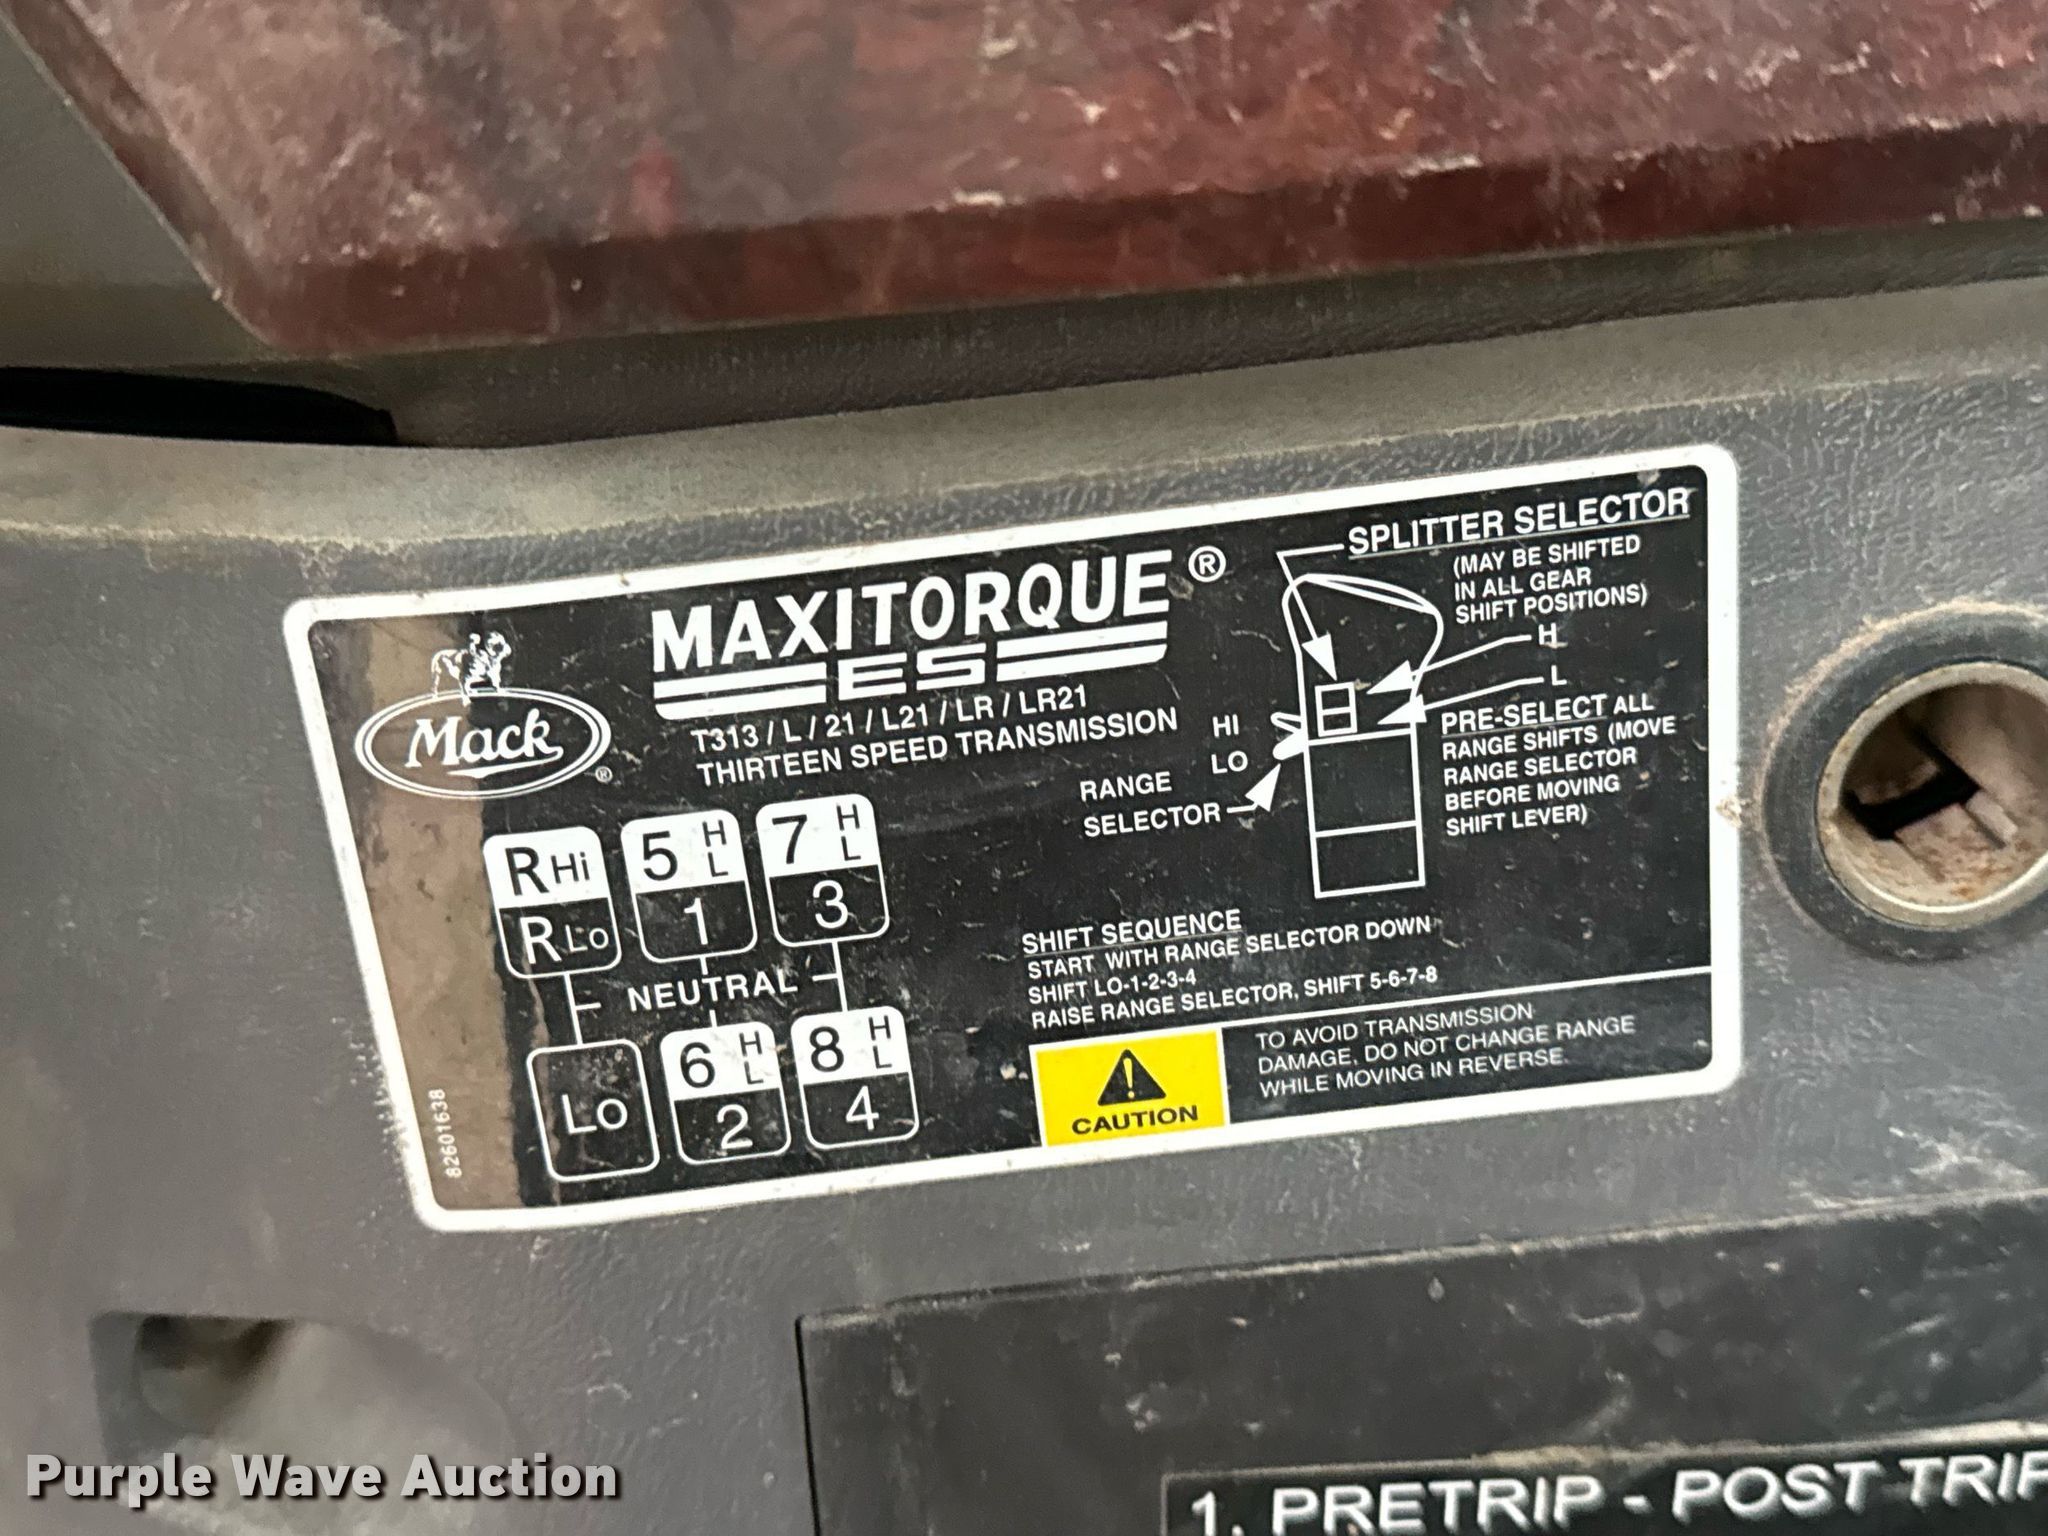 SPLITTER SELECTOR
(MAY BE SHIFTED
IN ALL GEAR
SHIFT POSITIONS)
H
L
MAXITORQUE®
ES
T313 / L / 21 / L21 / LR / LR21
THIRTEEN SPEED TRANSMISSION
Mack®
HI
LO
RANGE
SELECTOR
PRE-SELECT ALL
RANGE SHIFTS (MOVE
RANGE SELECTOR
BEFORE MOVING
SHIFT LEVER)
R Hi 5 H L 7 H L
R Lo 1 3
NEUTRAL
Lo 6 H L 8 H L
2 4
SHIFT SEQUENCE
START WITH RANGE SELECTOR DOWN
SHIFT LO-1-2-3-4
RAISE RANGE SELECTOR, SHIFT 5-6-7-8
CAUTION
TO AVOID TRANSMISSION
DAMAGE, DO NOT CHANGE RANGE
WHILE MOVING IN REVERSE.
82601638
1. PRETRIP - POST TRIP
Purple Wave Auction